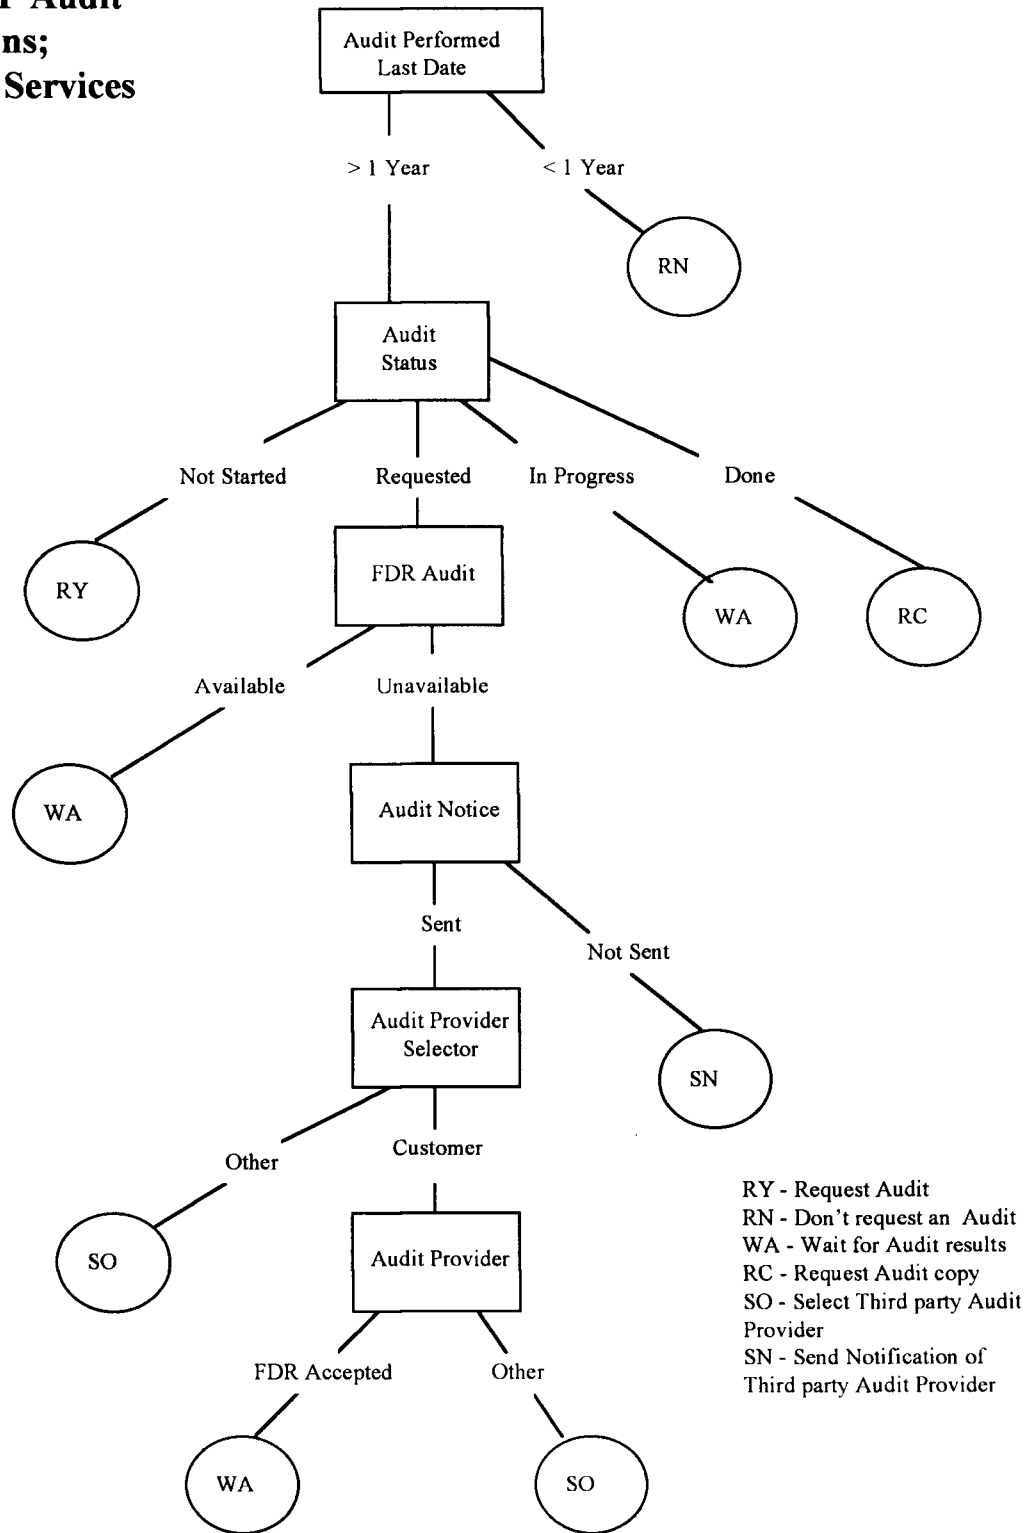 Audit
ns;
Services
Audit Performed
Last Date
> 1 Year
< 1 Year
RN
Audit
Status
Not Started
Requested
In Progress
Done
RY
FDR Audit
WA
RC
Available
Unavailable
WA
Audit Notice
Sent
Not Sent
Audit Provider
Selector
SN
Other
Customer
SO
Audit Provider
FDR Accepted
Other
WA
SO
RY - Request Audit
RN - Don't request an Audit
WA - Wait for Audit results
RC - Request Audit copy
SO - Select Third party Audit
Provider
SN - Send Notification of
Third party Audit Provider